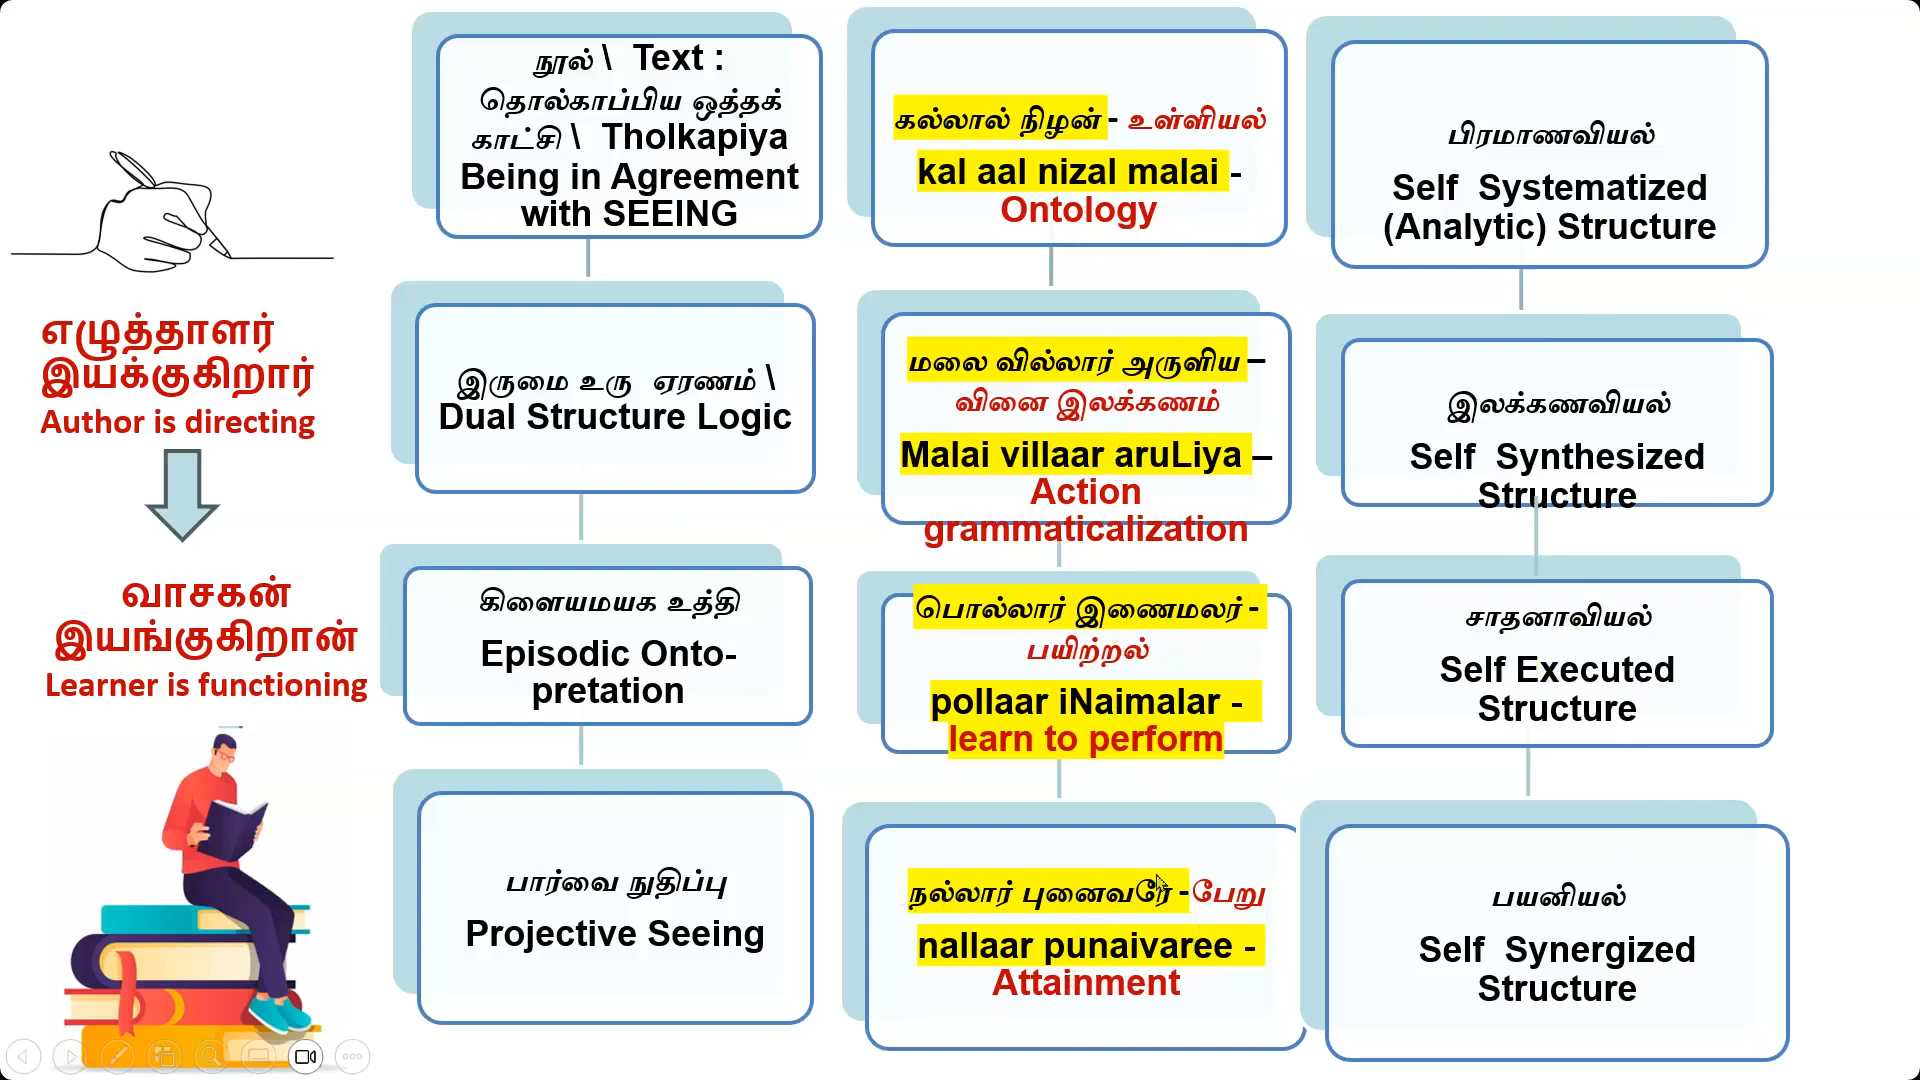 எழுத்தாளர்
இயக்குகிறார்
Author is directing
வாசகன்
இயங்குகிறான்
Learner is functioning
நூல் \ Text :
தொல்காப்பிய ஒத்தக்
காட்சி \ Tholkapiya
Being in Agreement
with SEEING
இருமை உரு ஏரணம் \
Dual Structure Logic
கிளையமயக உத்தி
Episodic Onto-
pretation
பார்வை நுதிப்பு
Projective Seeing
கல்லால் நிழன் - உள்ளியல்
kal aal nizal malai -
Ontology
மலை வில்லார் அருளிய –
வினை இலக்கணம்
Malai villaar aruLiya –
Action
grammaticalization
பொல்லார் இணைமலர் -
பயிற்றல்
pollaar iNaimalar -
learn to perform
நல்லார் புனைவரே -பேறு
nallaar punaivaree -
Attainment
பிரமாணவியல்
Self Systematized
(Analytic) Structure
இலக்கணவியல்
Self Synthesized
Structure
சாதனாவியல்
Self Executed
Structure
பயனியல்
Self Synergized
Structure